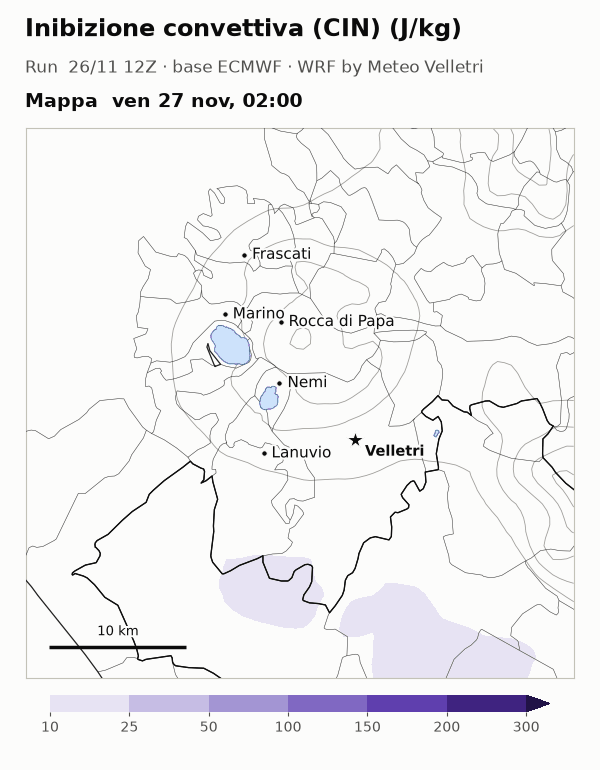 Inibizione convettiva (CIN) (J/kg)
Run  26/11 12Z · base ECMWF · WRF by Meteo Velletri
Mappa  ven 27 nov, 02:00
Frascati
Marino
Rocca di Papa
Nemi
Velletri
Lanuvio
10 km
10 25 50 100 150 200 300